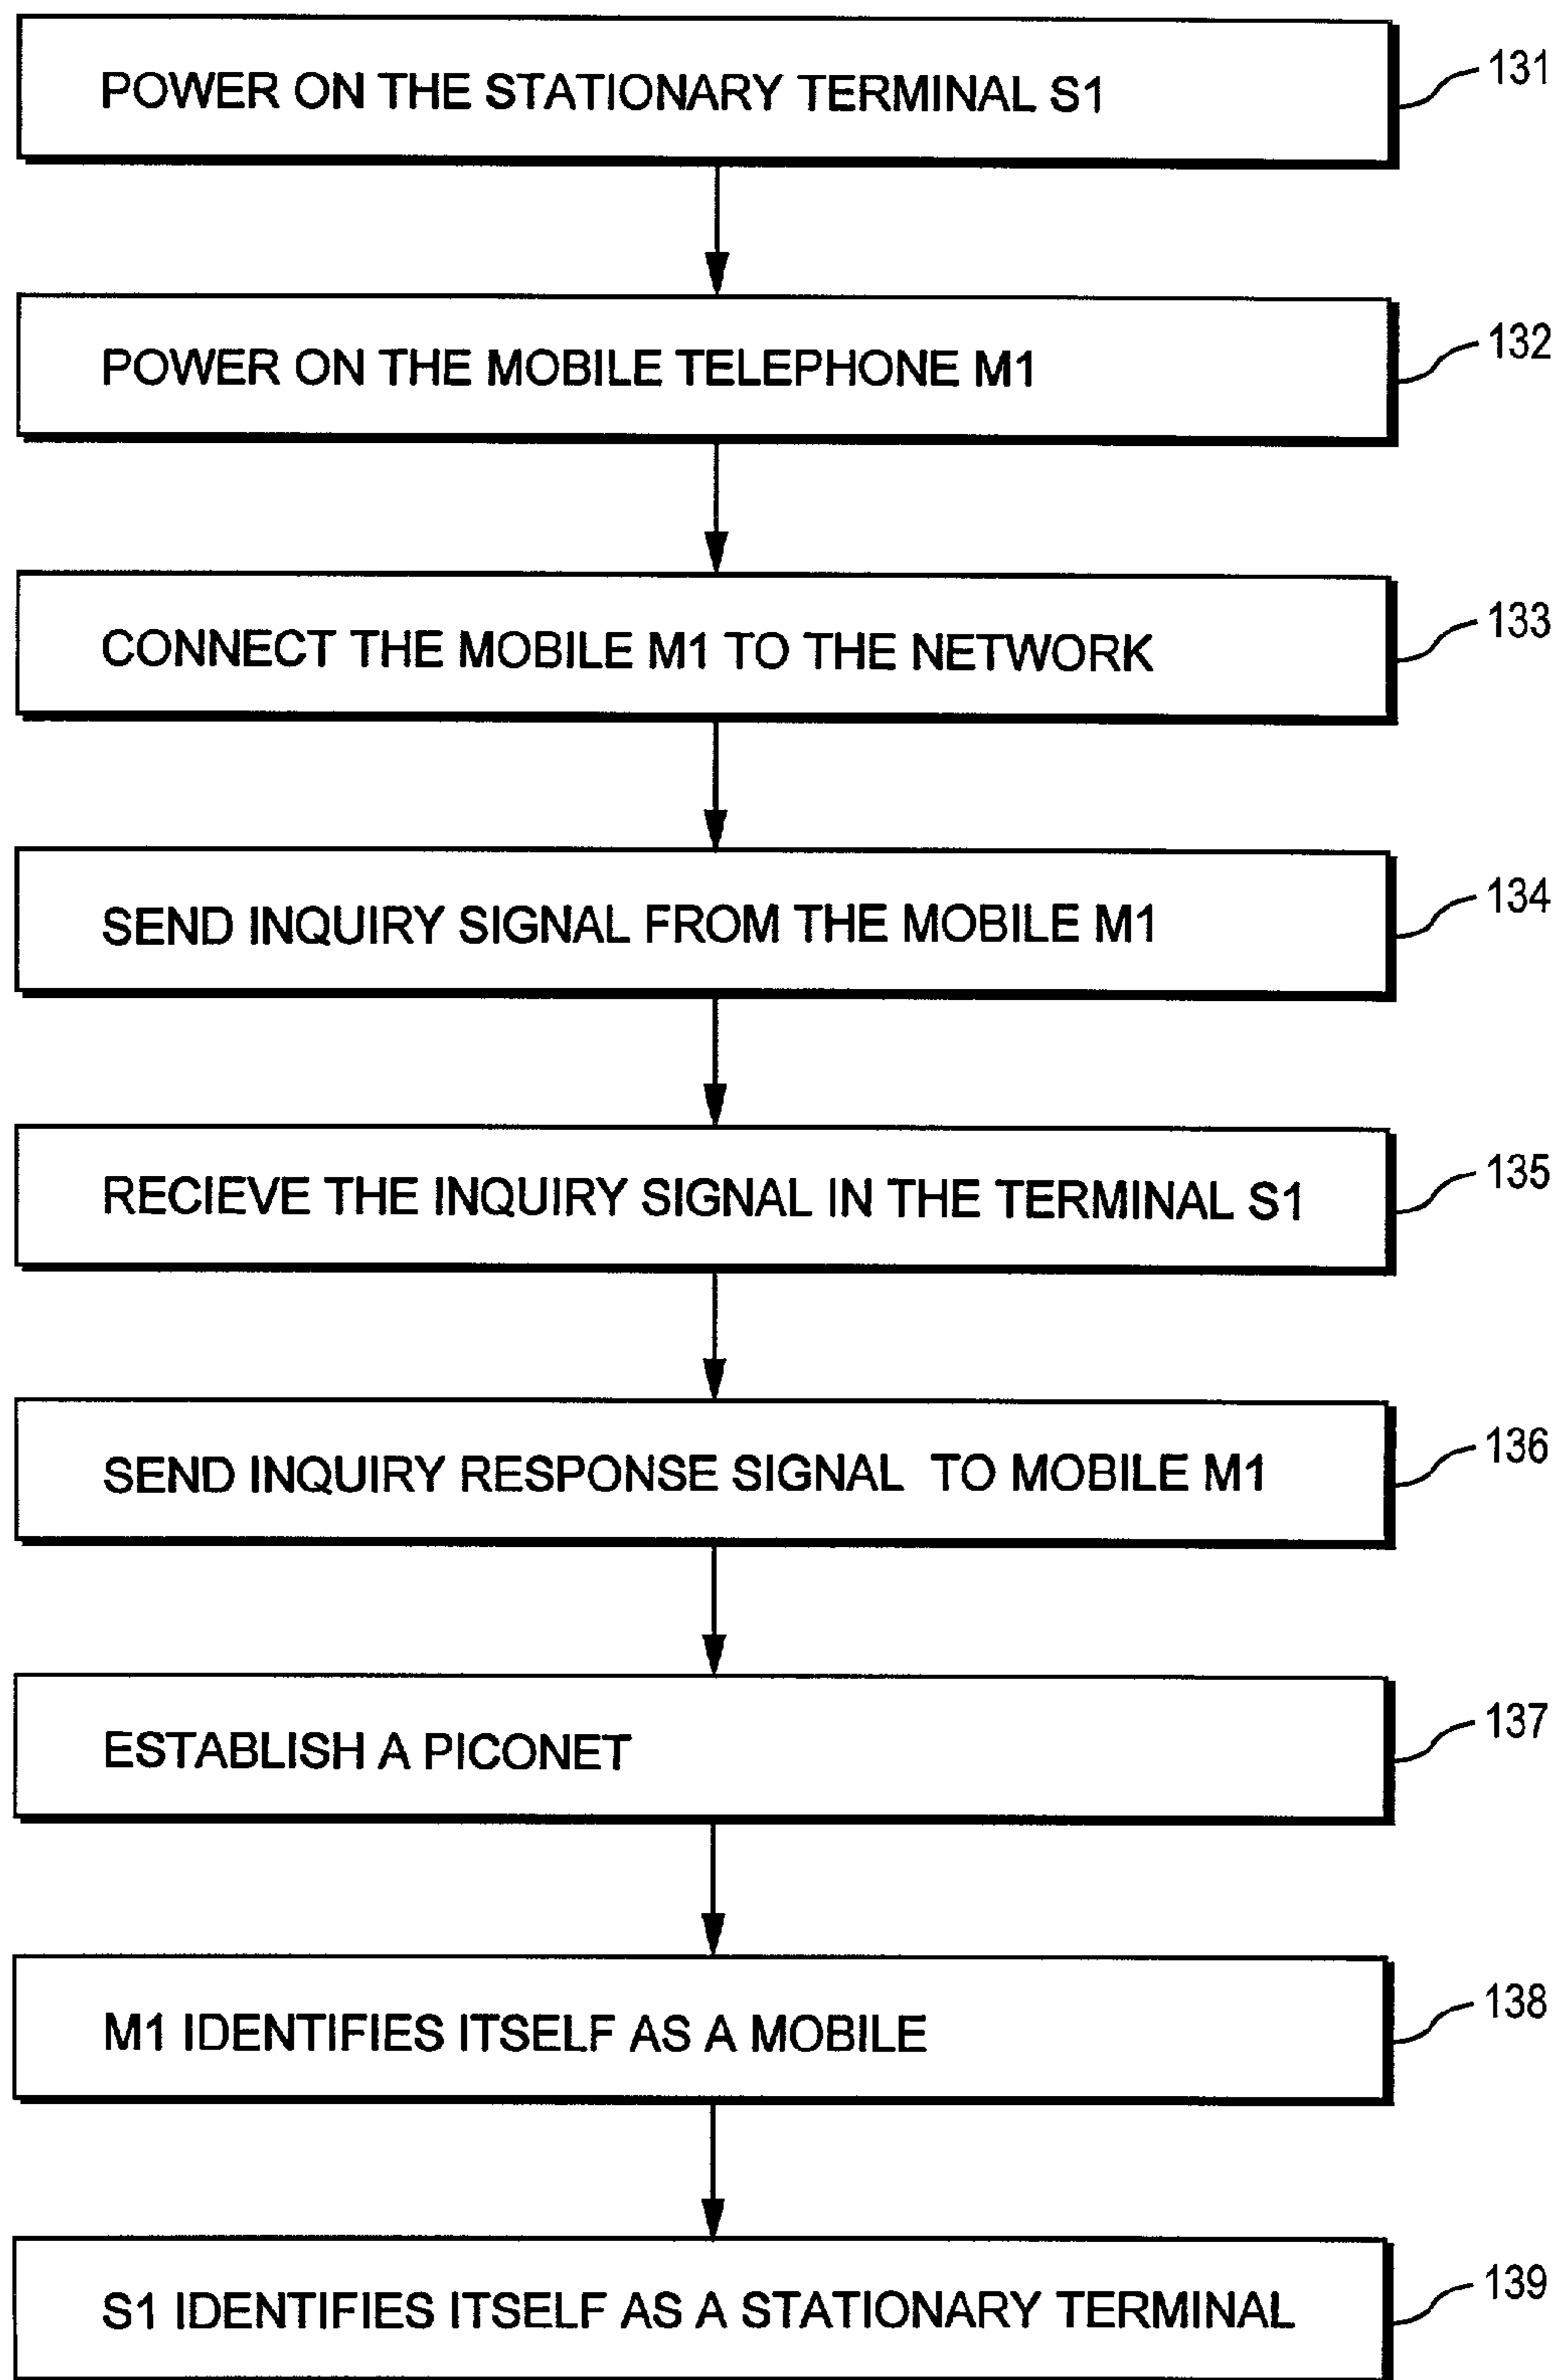 POWER ON THE STATIONARY TERMINAL S1
131
POWER ON THE MOBILE TELEPHONE M1
132
CONNECT THE MOBILE M1 TO THE NETWORK
133
SEND INQUIRY SIGNAL FROM THE MOBILE M1
134
RECIEVE THE INQUIRY SIGNAL IN THE TERMINAL S1
135
SEND INQUIRY RESPONSE SIGNAL TO MOBILE M1
136
ESTABLISH A PICONET
137
M1 IDENTIFIES ITSELF AS A MOBILE
138
S1 IDENTIFIES ITSELF AS A STATIONARY TERMINAL
139